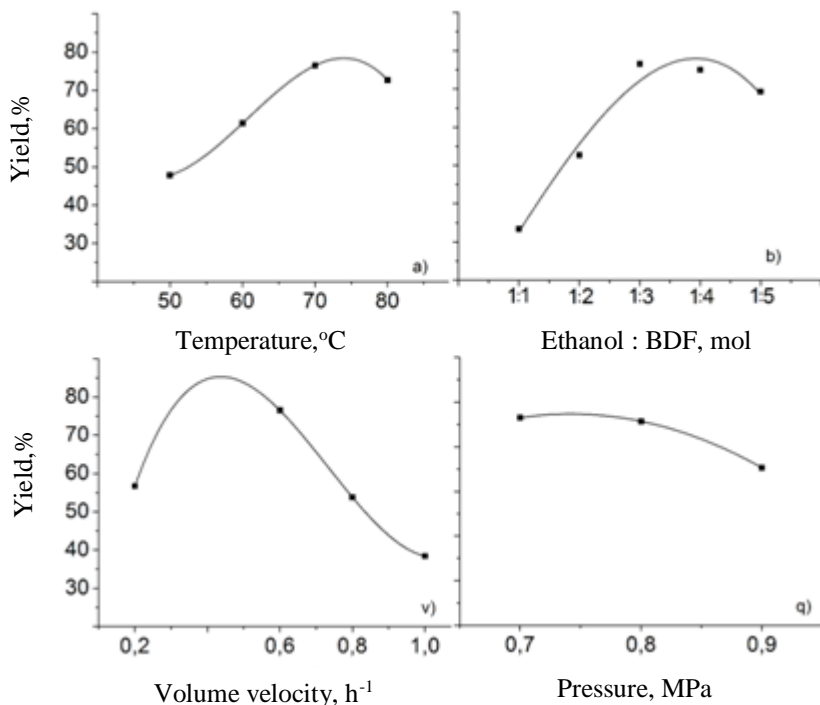 Yield,%
80
70
60
50
40
30
a)
50 60 70 80
Temperature,°C
b)
1:1 1:2 1:3 1:4 1:5
Ethanol : BDF, mol
Yield,%
80
70
60
50
40
30
v)
0,2 0,6 0,8 1,0
Volume velocity, h⁻¹
q)
0,7 0,8 0,9
Pressure, MPa